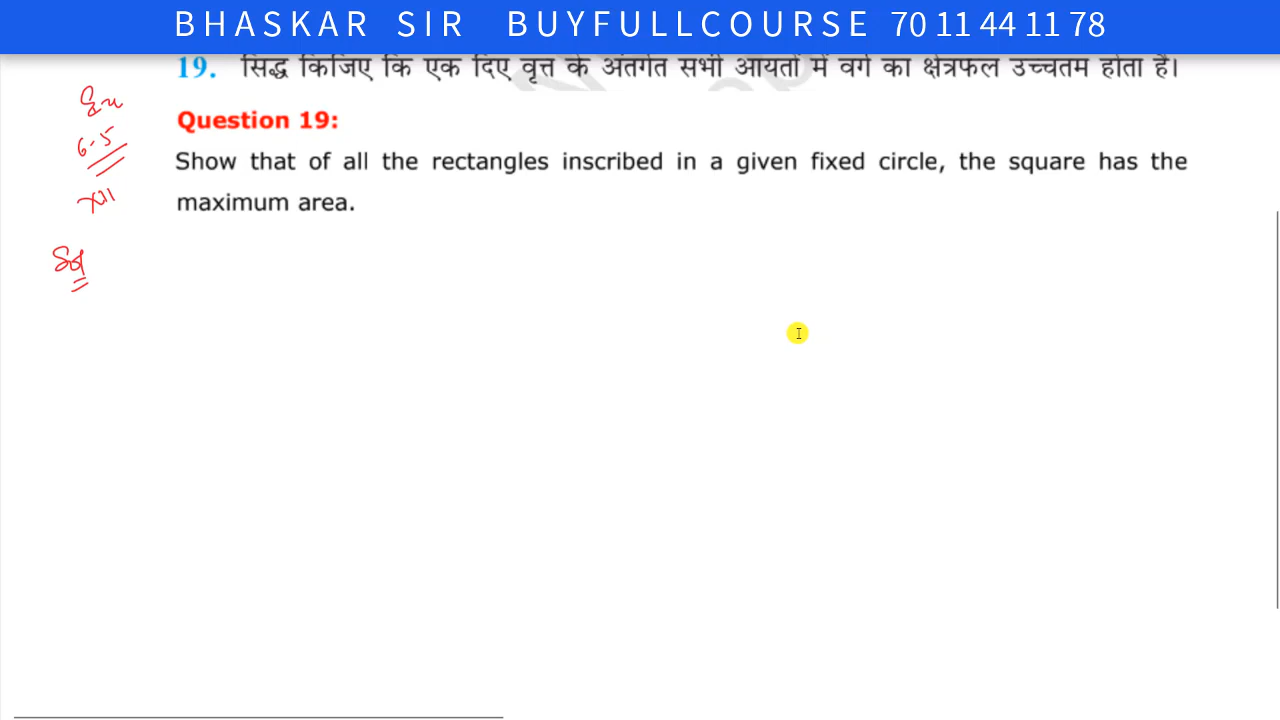 BHASKAR SIR BUYFULLCOURSE 70 11 44 11 78
19. सिद्ध किजिए कि एक दिए वृत्त के अंतर्गत सभी आयतों में वर्ग का क्षेत्रफल उच्चतम होता है।
Question 19:
Show that of all the rectangles inscribed in a given fixed circle, the square has the
maximum area.
6.5
XII